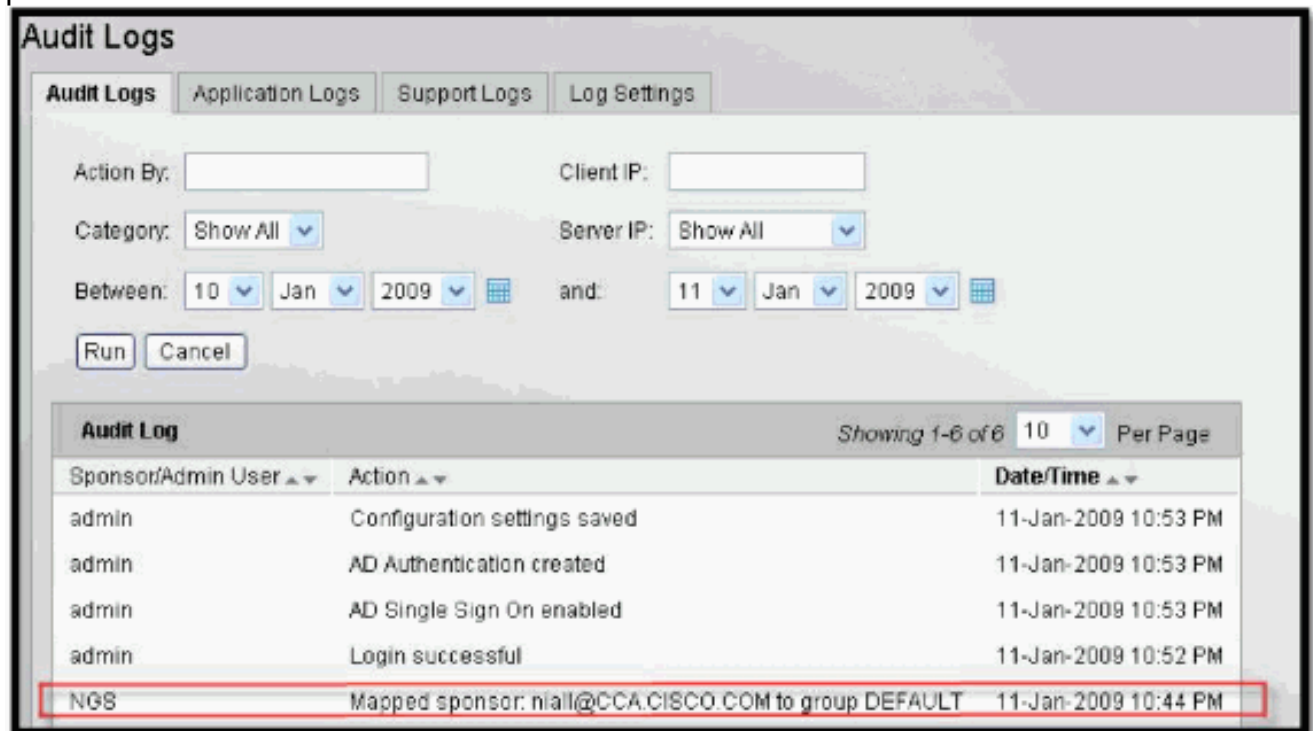 Audit Logs
Audit Logs Application Logs Support Logs Log Settings
Action By: Client IP:
Category: Show All Server IP: Show All
Between: 10 Jan 2009 and: 11 Jan 2009
Run Cancel
Audit Log Showing 1-6 of 6 10 Per Page
Sponsor/Admin User Action Date/Time
admin Configuration settings saved 11-Jan-2009 10:53 PM
admin AD Authentication created 11-Jan-2009 10:53 PM
admin AD Single Sign On enabled 11-Jan-2009 10:53 PM
admin Login successful 11-Jan-2009 10:52 PM
NGS Mapped sponsor: niall@CCA.CISCO.COM to group DEFAULT 11-Jan-2009 10:44 PM